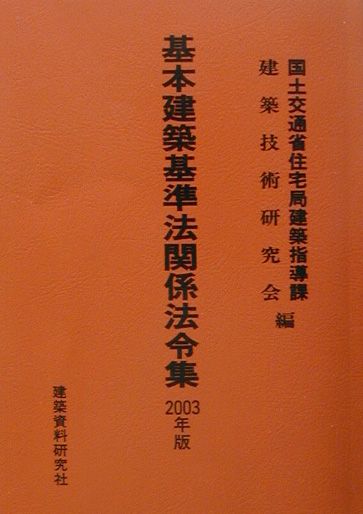 国土交通省住宅局建築指導課
建築技術研究会
編
基本建築基準法関係法令集
2003年版
建築資料研究社